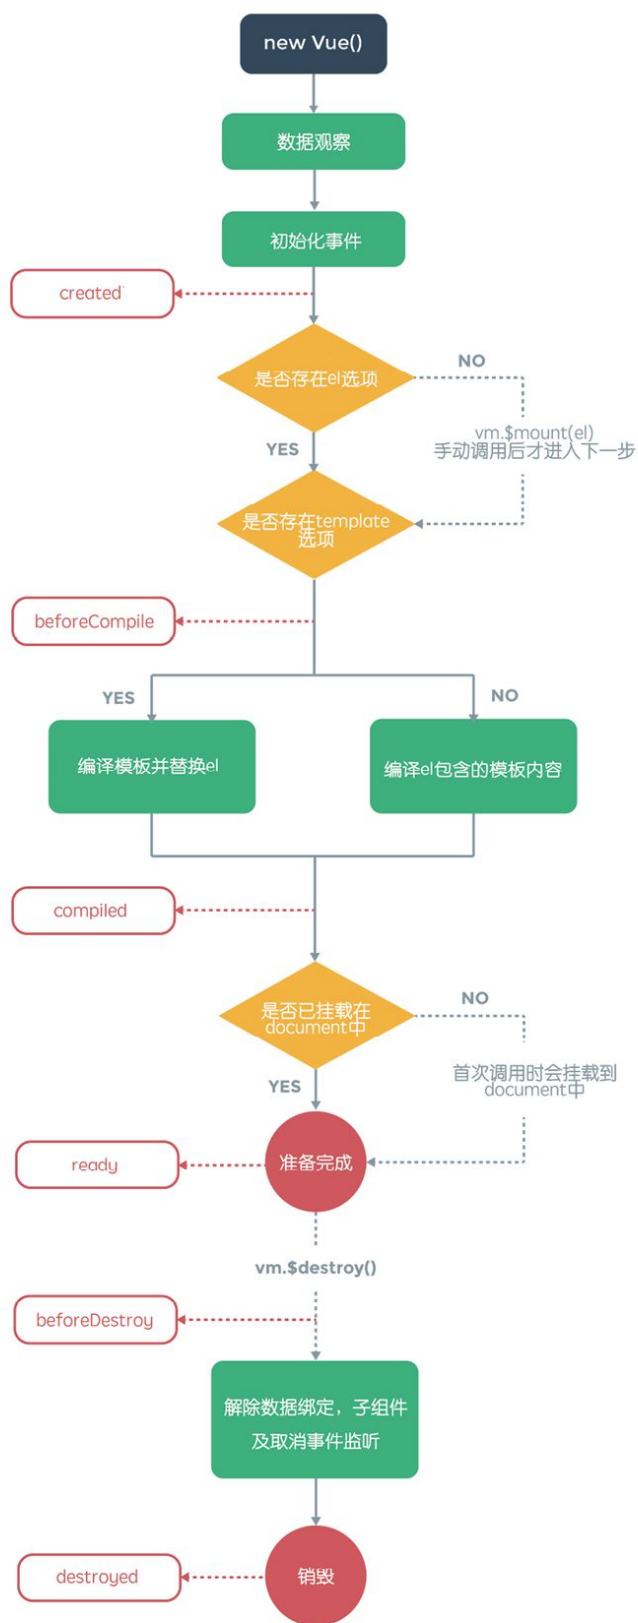 new Vue()
数据观察
初始化事件
created
是否存在el选项
NO
vm.$mount(el)
手动调用后才进入下一步
YES
是否存在template
选项
beforeCompile
YES
NO
编译模板并替换el
编译el包含的模板内容
compiled
是否已挂载在
document中
NO
首次调用时会挂载到
document中
YES
准备完成
ready
vm.$destroy()
beforeDestroy
解除数据绑定，子组件
及取消事件监听
destroyed
销毁